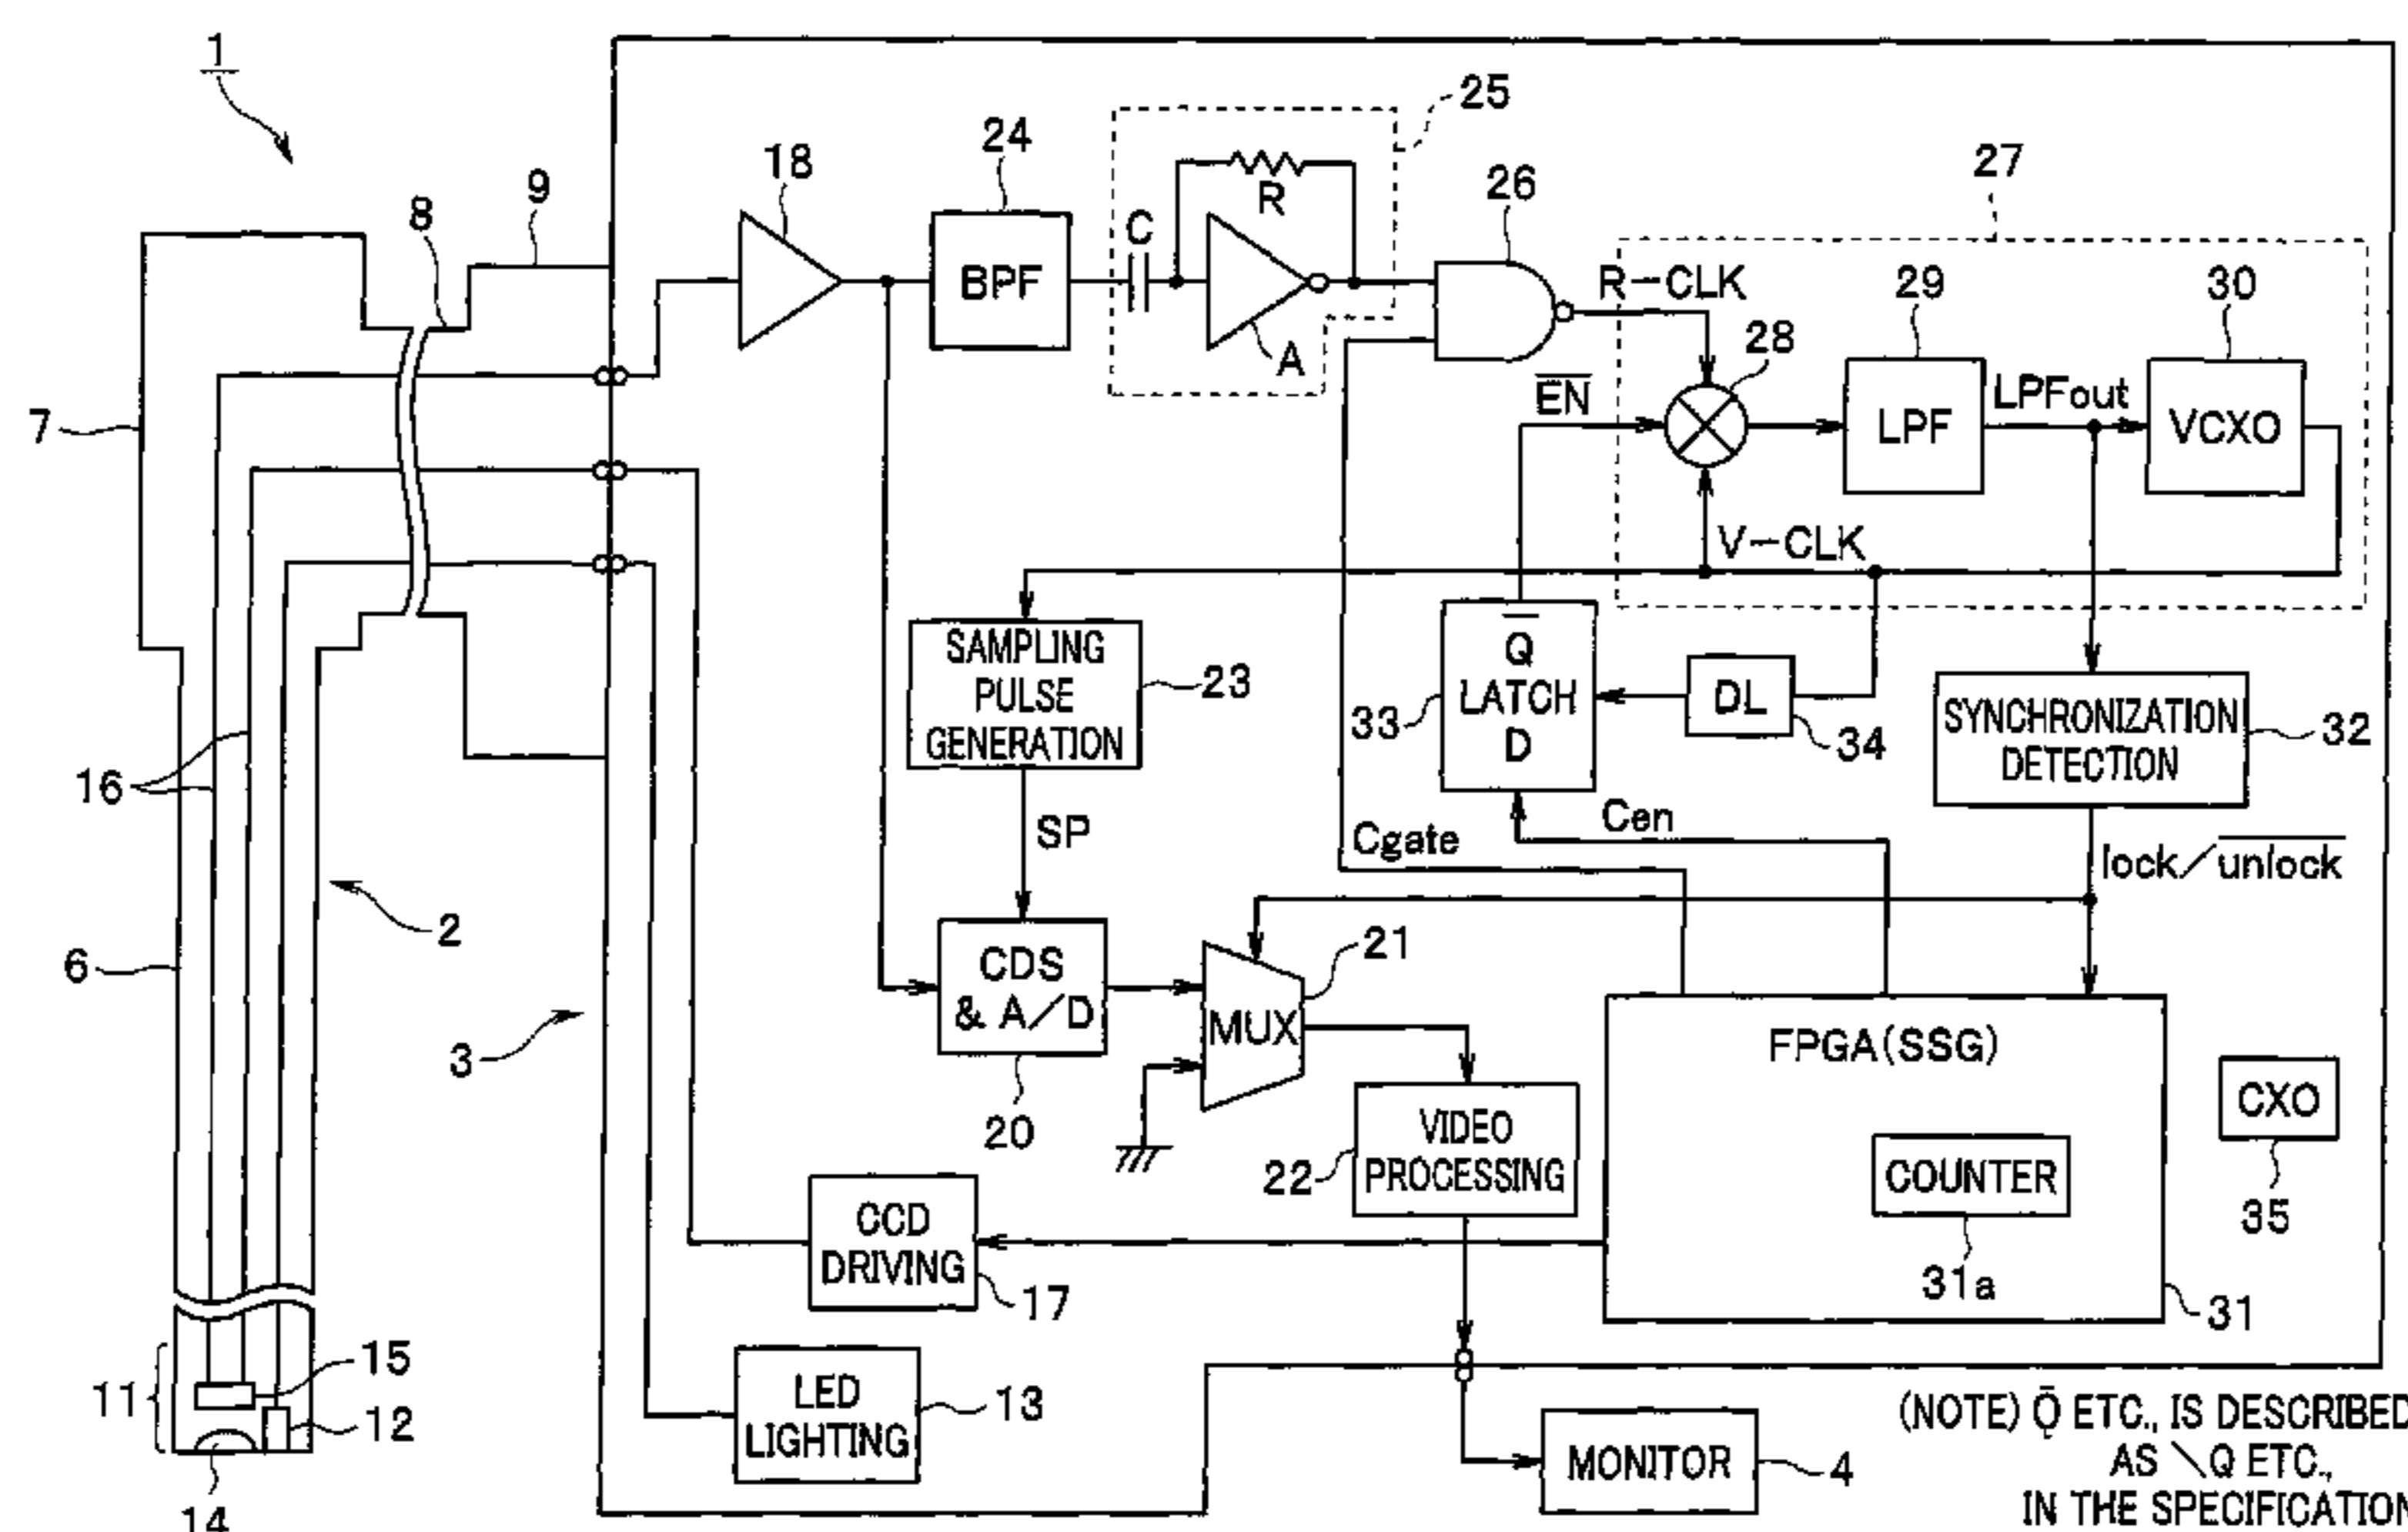 1
25
24
27
18
26
9
8
C
R
29
30
BPF
R-CLK
28
A
E̅N̅
LPFout
7
LPF
VCXO
V-CLK
Q̅
LATCH
D
SAMPLING
PULSE
GENERATION
23
33
DL
34
SYNCHRONIZATION
DETECTION
32
16
SP
Cen
Cgate
lock/u̅n̅l̅o̅c̅k̅
2
21
6
CDS
& A/D
MUX
3
FPGA(SSG)
20
CXO
VIDEO
PROCESSING
22
COUNTER
35
CCD
DRIVING
17
31a
31
15
11
12
LED
LIGHTING
13
14
MONITOR
4
(NOTE) Q̅ ETC., IS DESCRIBED
AS \Q ETC.,
IN THE SPECIFICATION